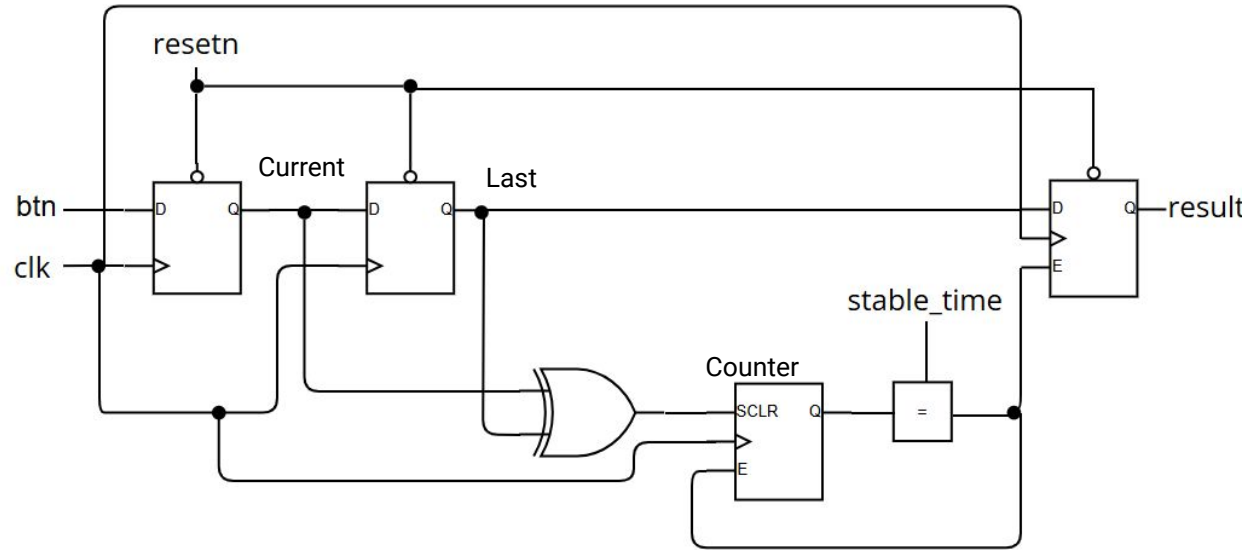 resetn
Current
Last
btn
D
Q
D
Q
D
Q
result
clk
E
stable_time
Counter
SCLR
Q
=
E